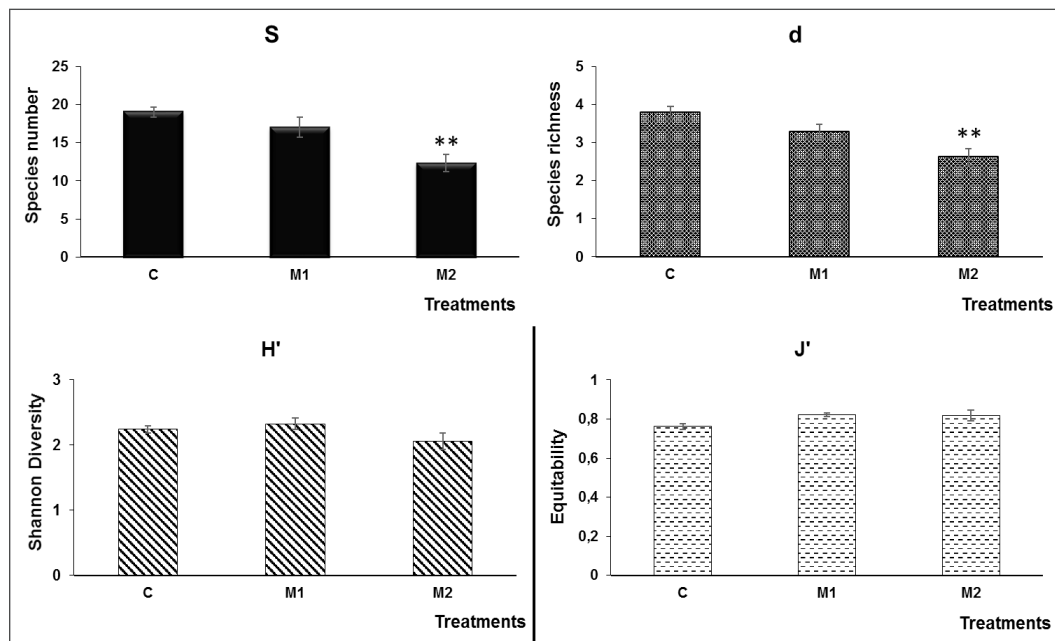 S
Species number
25
20
15
10
5
0
**
C M1 M2
Treatments
d
Species richness
5
4
3
2
1
0
**
C M1 M2
Treatments
H'
Shannon Diversity
3
2
1
0
C M1 M2
Treatments
J'
Equitability
1
0,8
0,6
0,4
0,2
0
C M1 M2
Treatments